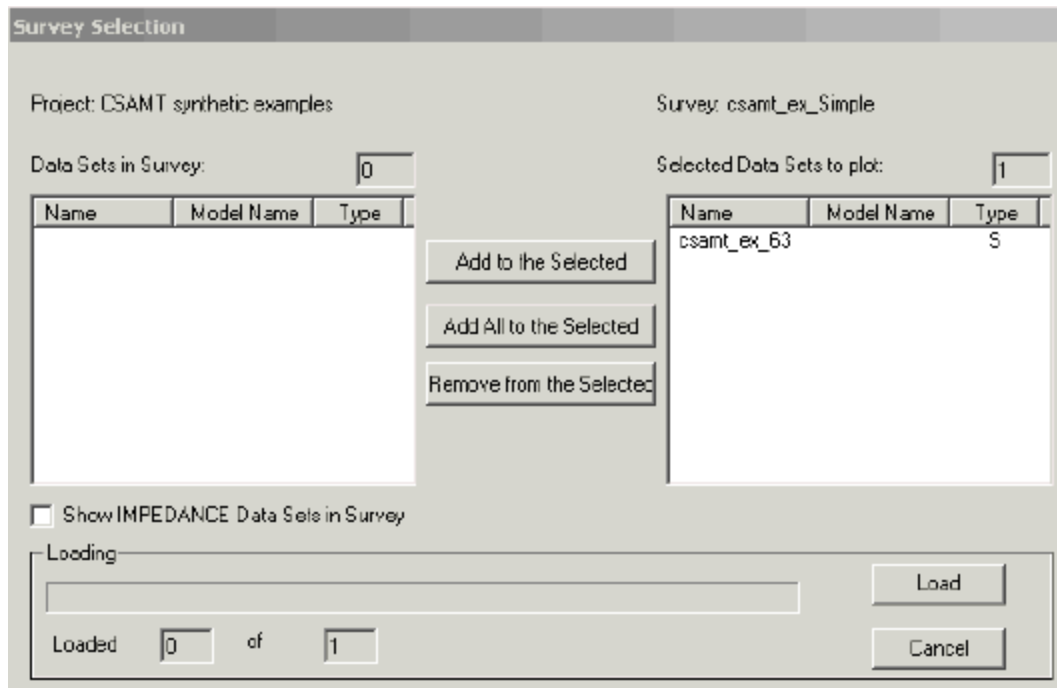 Survey Selection
Project: CSAMT synthetic examples
Survey: csamt_ex_Simple
Data Sets in Survey: 0
Selected Data Sets to plot: 1
Name Model Name Type
Name Model Name Type
csamt_ex_63 S
Add to the Selected
Add All to the Selected
Remove from the Selected
Show IMPEDANCE Data Sets in Survey
Loading
Load
Loaded 0 of 1
Cancel